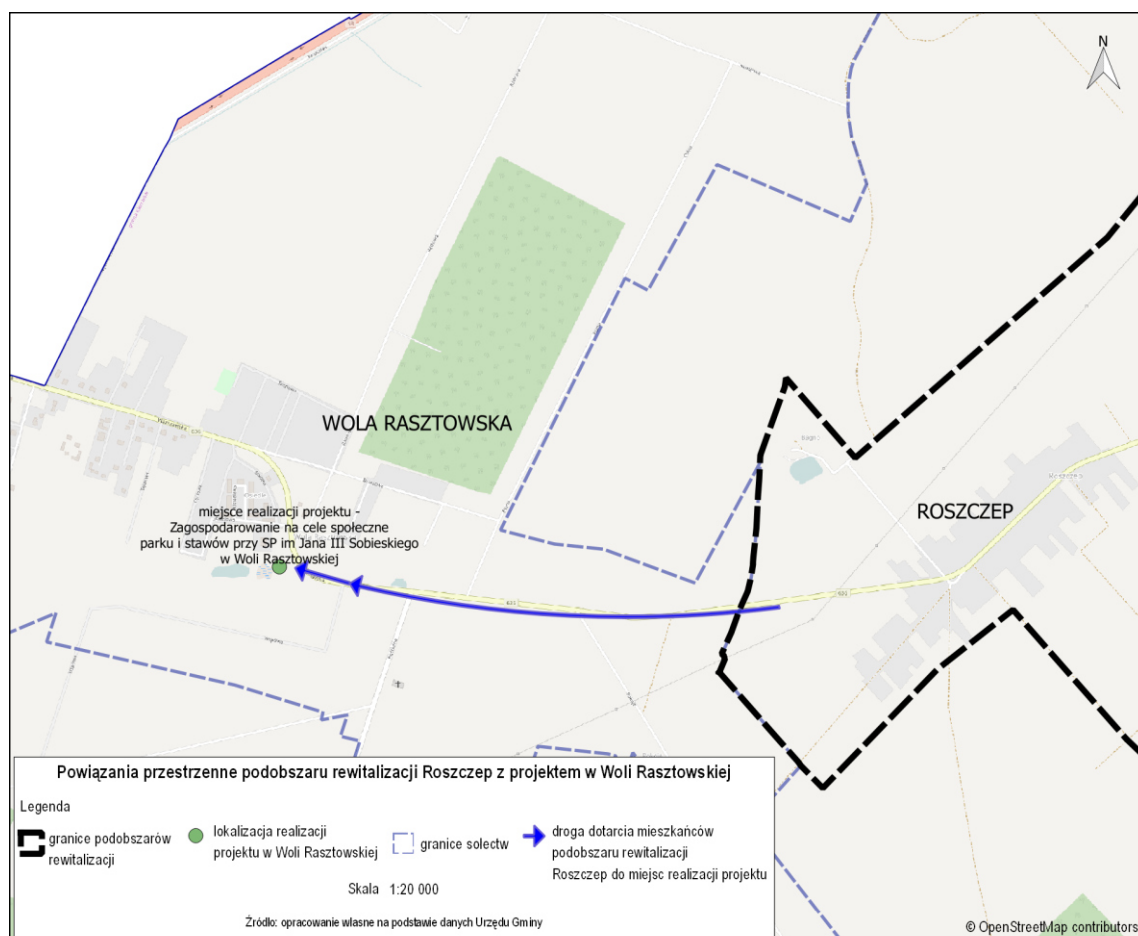 N
WOLA RASZTOWSKA
ROSZCZEP
miejsce realizacji projektu -
Zagospodarowanie na cele społeczne
parku i stawów przy SP im Jana III Sobieskiego
w Woli Rasztowskiej
Powiązania przestrzenne podobszaru rewitalizacji Roszczep z projektem w Woli Rasztowskiej
Legenda
granice podobszarów
rewitalizacji
lokalizacja realizacji
projektu w Woli Rasztowskiej
granice sołectw
droga dotarcia mieszkańców
podobszaru rewitalizacji
Roszczep do miejsc realizacji projektu
Skala 1:20 000
Źródło: opracowanie własne na podstawie danych Urzędu Gminy
© OpenStreetMap contributors